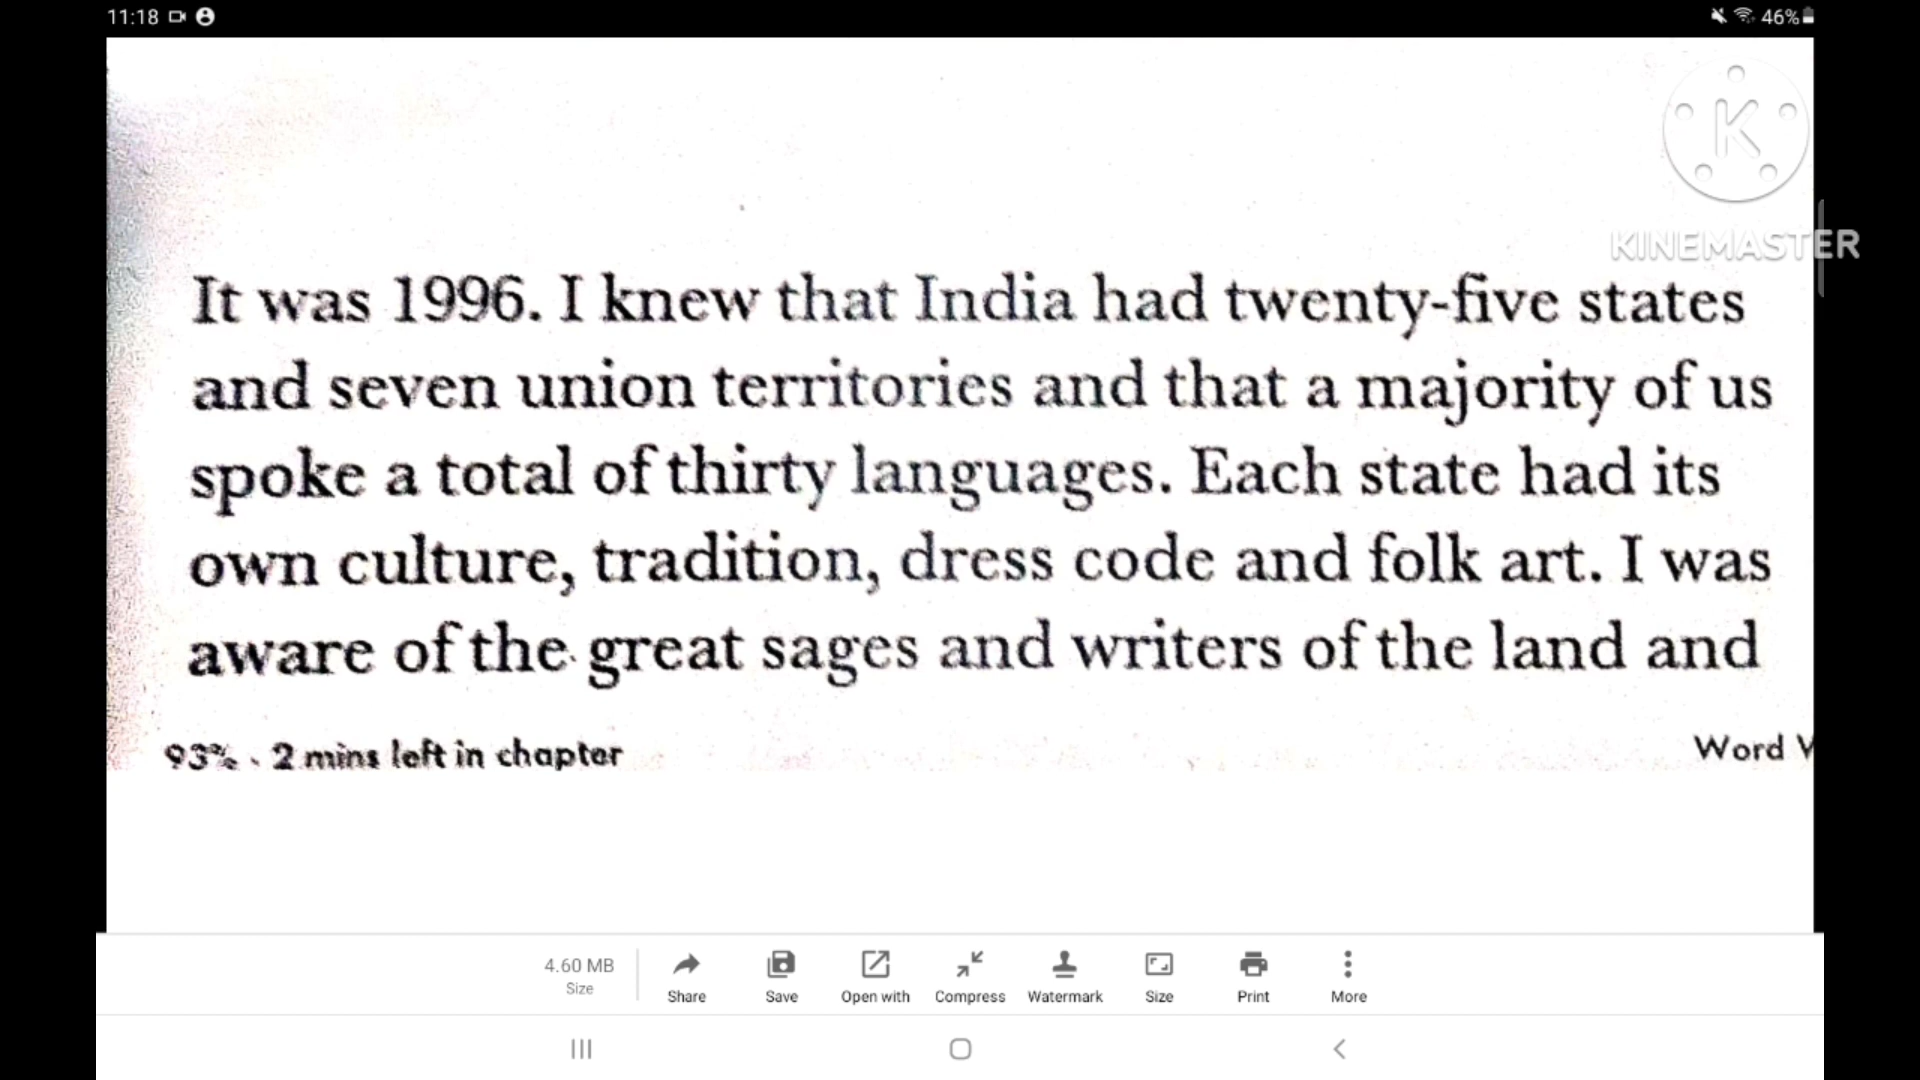 11:18
46%
K
KINEMASTER
It was 1996. I knew that India had twenty-five states
and seven union territories and that a majority of us
spoke a total of thirty languages. Each state had its
own culture, tradition, dress code and folk art. I was
aware of the great sages and writers of the land and
93% · 2 mins left in chapter
Word
4.60 MB
Size
Share
Save
Open with
Compress
Watermark
Size
Print
More